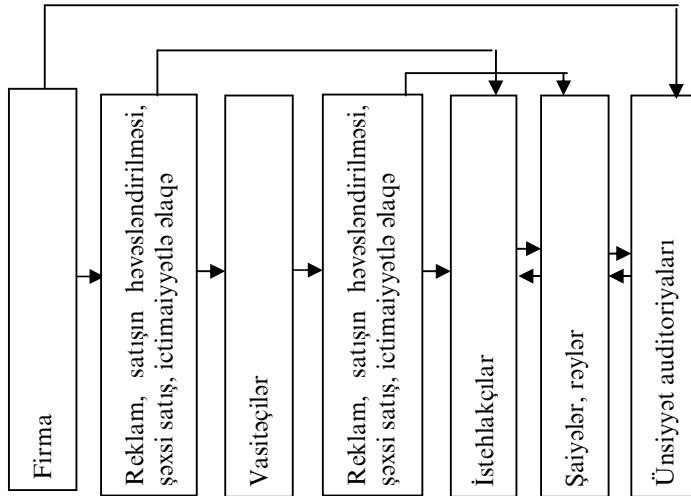 Firma
Reklam, satışın həvəsləndirilməsi,
şəxsi satış, ictimaiyyətlə əlaqə
Vasitəçilər
Reklam, satışın həvəsləndirilməsi,
şəxsi satış, ictimaiyyətlə əlaqə
İstehlakçılar
Şaiyələr, rəylər
Ünsiyyət auditoriyaları